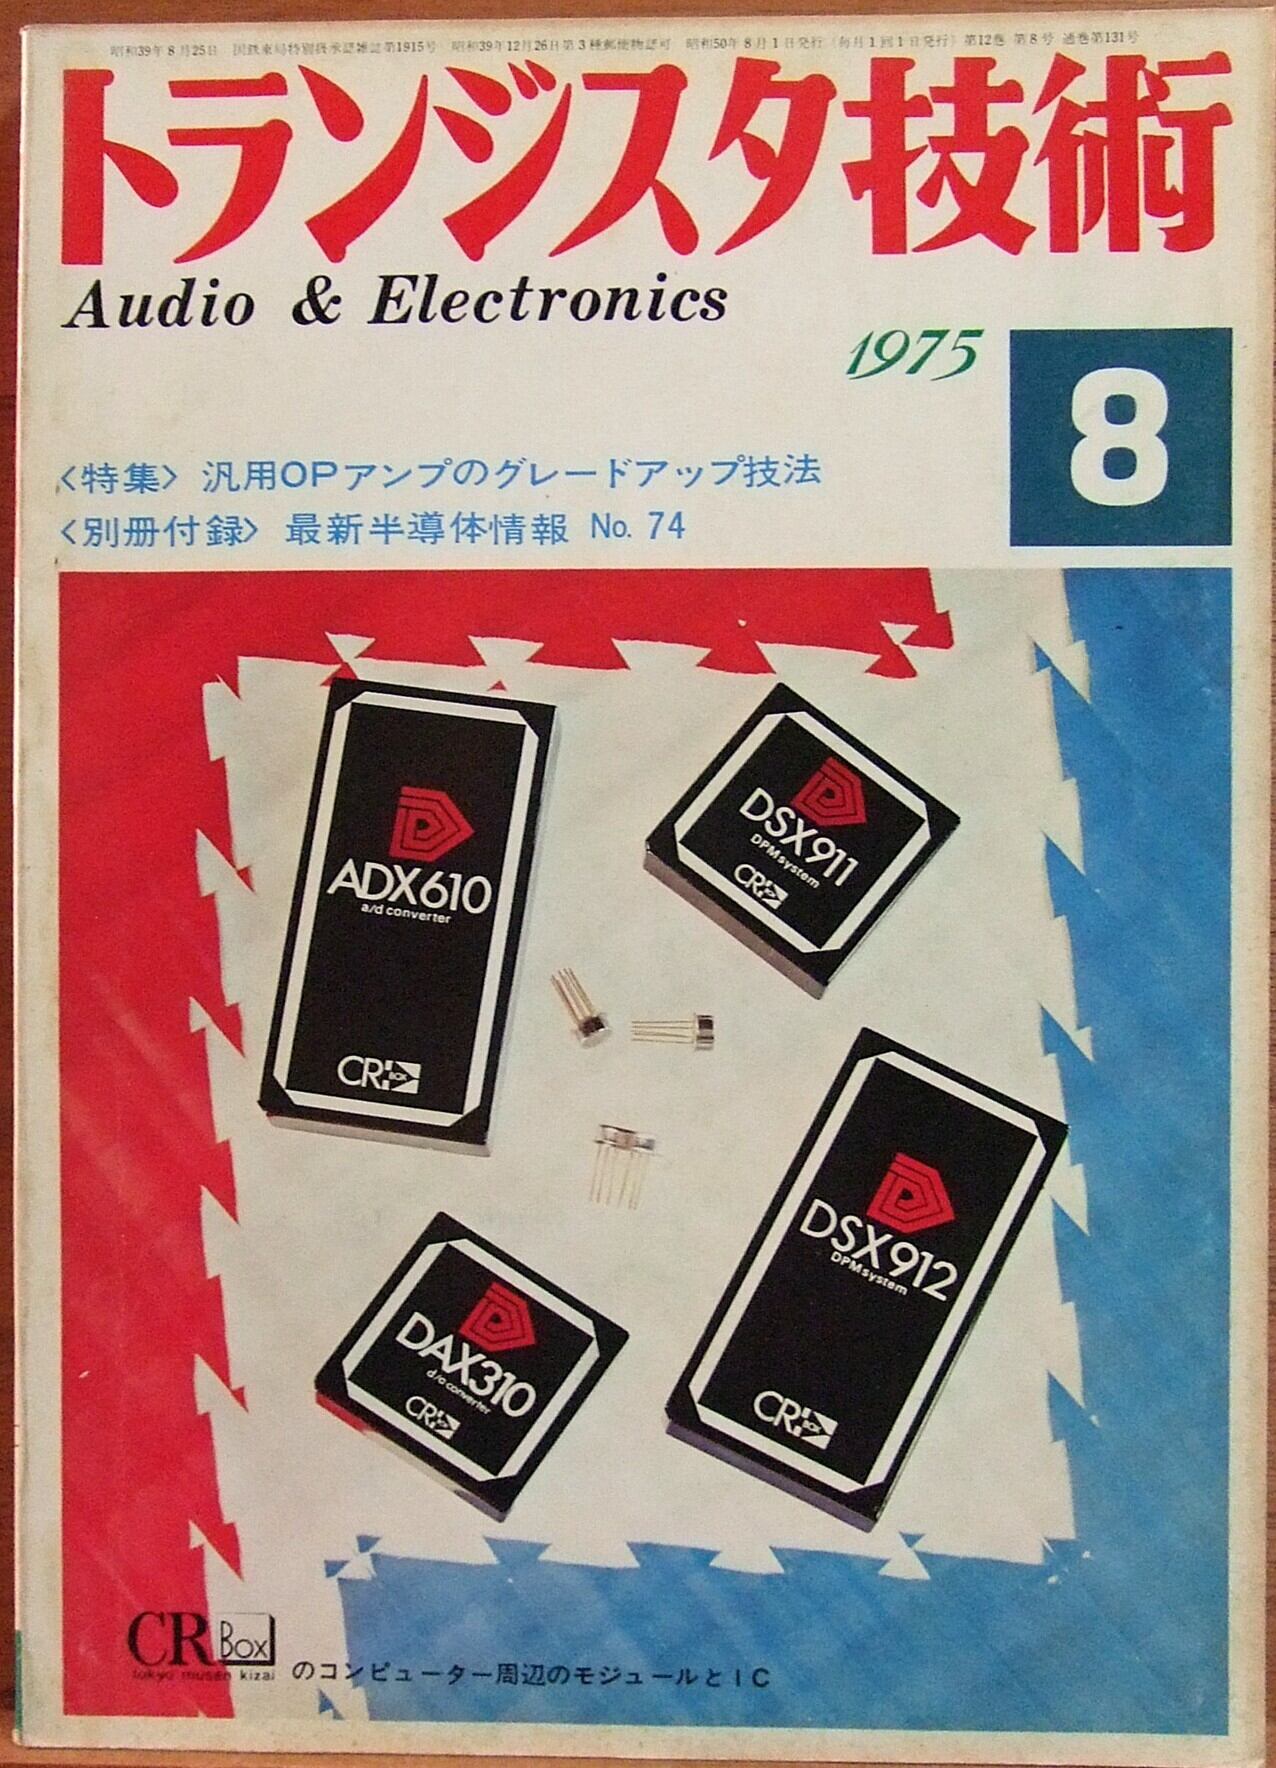 昭和39年8月25日 国鉄東局特別扱承認雑誌第1915号 昭和39年12月26日第3種郵便物認可 昭和50年8月1日発行(毎月1回1日発行)第12巻 第8号 通巻第131号
トランジスタ技術
Audio & Electronics
1975 8
〈特集〉 汎用OPアンプのグレードアップ技法
〈別冊付録〉 最新半導体情報 No. 74
ADX610
a/d converter
CR BOX
DSX911
DPM system
CR BOX
DSX912
DPM system
CR BOX
DAX310
d/a converter
CR BOX
CR Box
tokyo musen kizai のコンピューター周辺のモジュールとIC